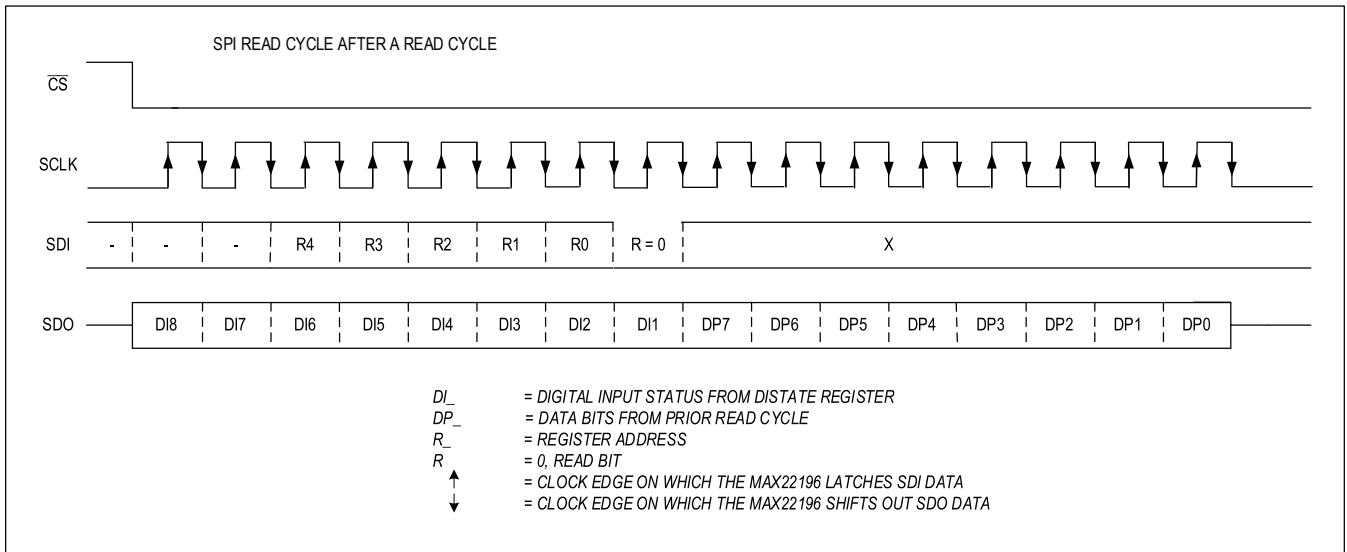 SPI READ CYCLE AFTER A READ CYCLE
CS
SCLK
SDI - - - R4 R3 R2 R1 R0 R = 0 X
SDO DI8 DI7 DI6 DI5 DI4 DI3 DI2 DI1 DP7 DP6 DP5 DP4 DP3 DP2 DP1 DP0
DI_ = DIGITAL INPUT STATUS FROM DISTATE REGISTER
DP_ = DATA BITS FROM PRIOR READ CYCLE
R_ = REGISTER ADDRESS
R = 0, READ BIT
= CLOCK EDGE ON WHICH THE MAX22196 LATCHES SDI DATA
= CLOCK EDGE ON WHICH THE MAX22196 SHIFTS OUT SDO DATA